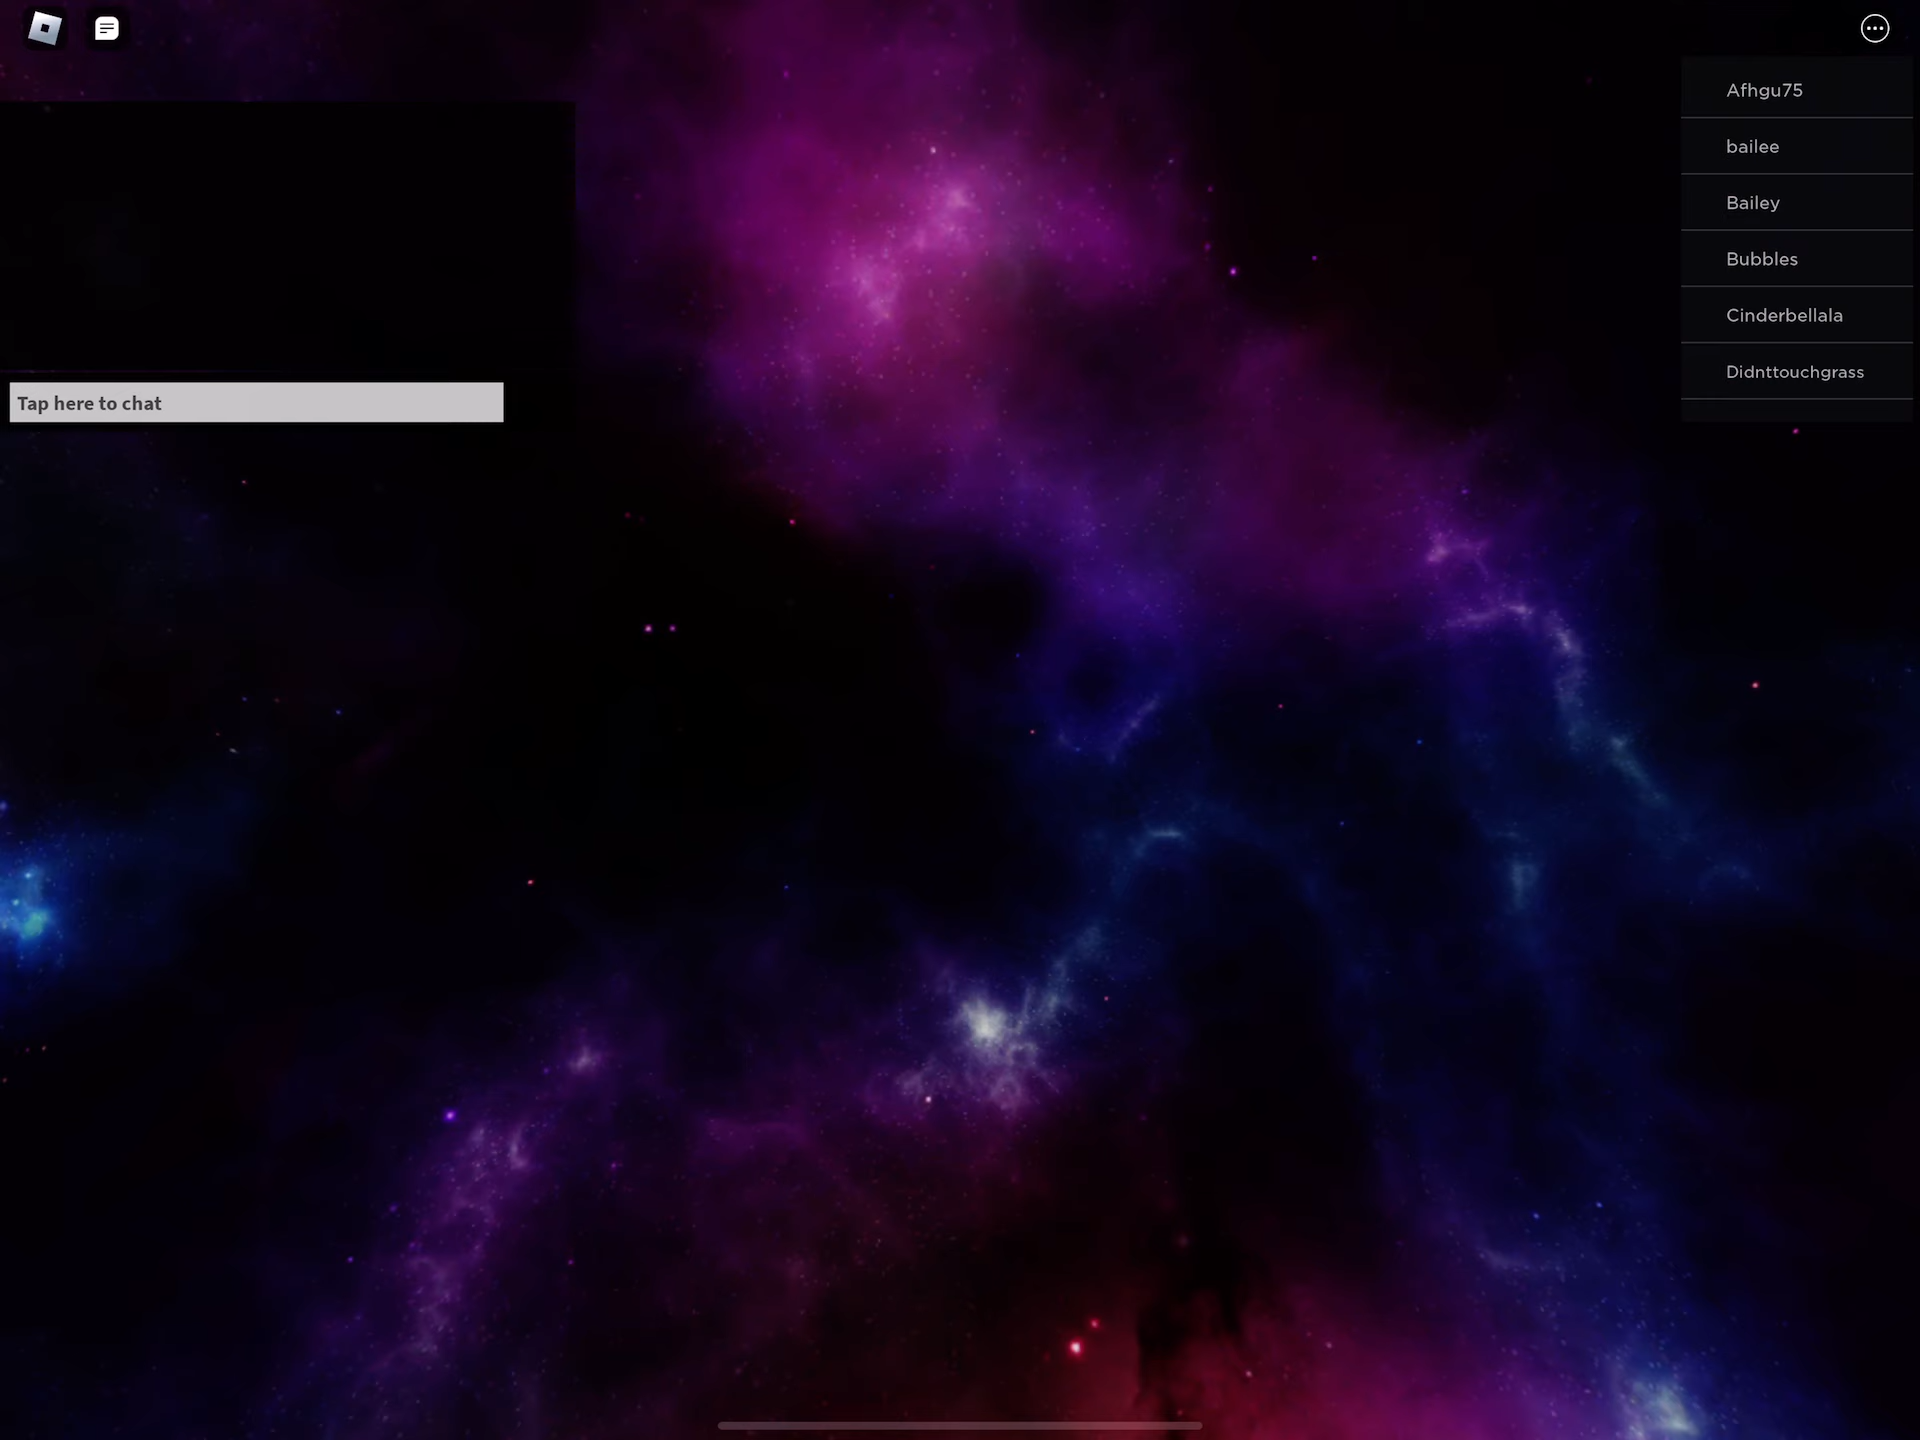 Afhgu75
bailee
Bailey
Bubbles
Cinderbellala
Didnttouchgrass
Tap here to chat